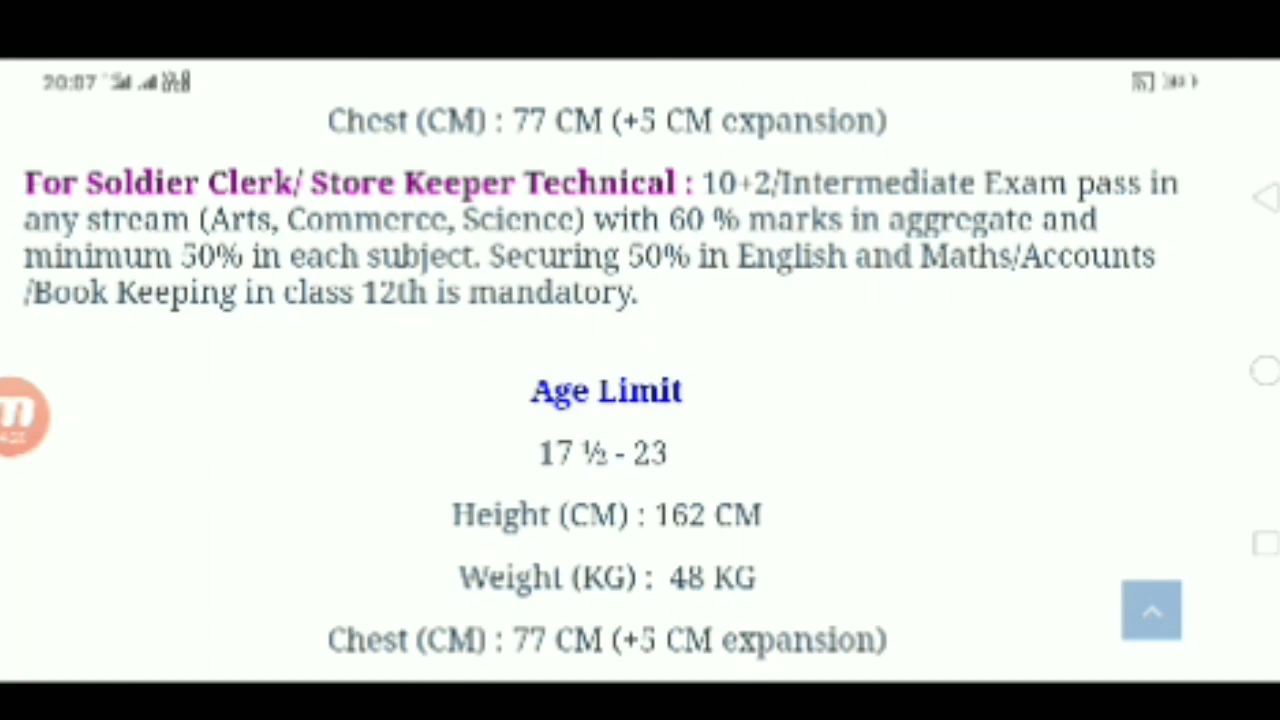 20:07
Chest (CM) : 77 CM (+5 CM expansion)
For Soldier Clerk/ Store Keeper Technical : 10+2/Intermediate Exam pass in
any stream (Arts, Commerce, Science) with 60 % marks in aggregate and
minimum 50% in each subject. Securing 50% in English and Maths/Accounts
/Book Keeping in class 12th is mandatory.
Age Limit
17 ½ - 23
Height (CM) : 162 CM
Weight (KG) : 48 KG
Chest (CM) : 77 CM (+5 CM expansion)